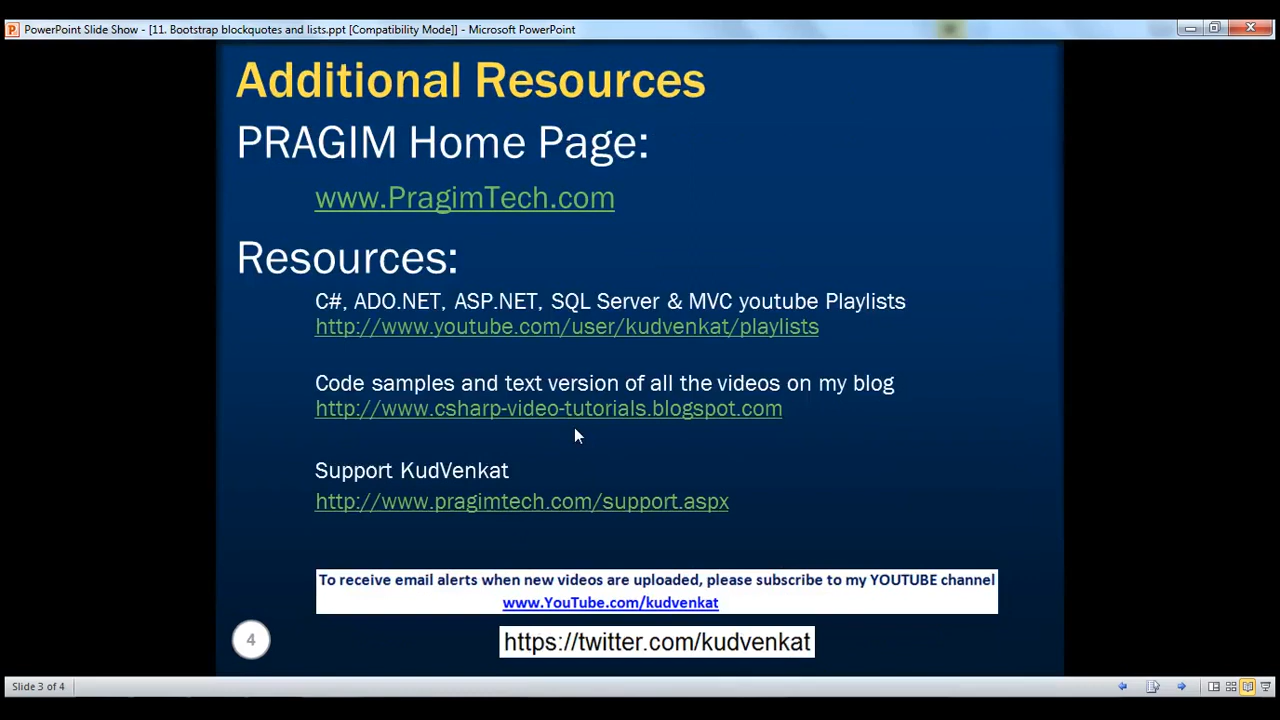 PowerPoint Slide Show - [11. Bootstrap blockquotes and lists.ppt [Compatibility Mode]] - Microsoft PowerPoint
Additional Resources
PRAGIM Home Page:
www.PragimTech.com
Resources:
C#, ADO.NET, ASP.NET, SQL Server & MVC youtube Playlists
http://www.youtube.com/user/kudvenkat/playlists
Code samples and text version of all the videos on my blog
http://www.csharp-video-tutorials.blogspot.com
Support KudVenkat
http://www.pragimtech.com/support.aspx
To receive email alerts when new videos are uploaded, please subscribe to my YOUTUBE channel
www.YouTube.com/kudvenkat
4
https://twitter.com/kudvenkat
Slide 3 of 4